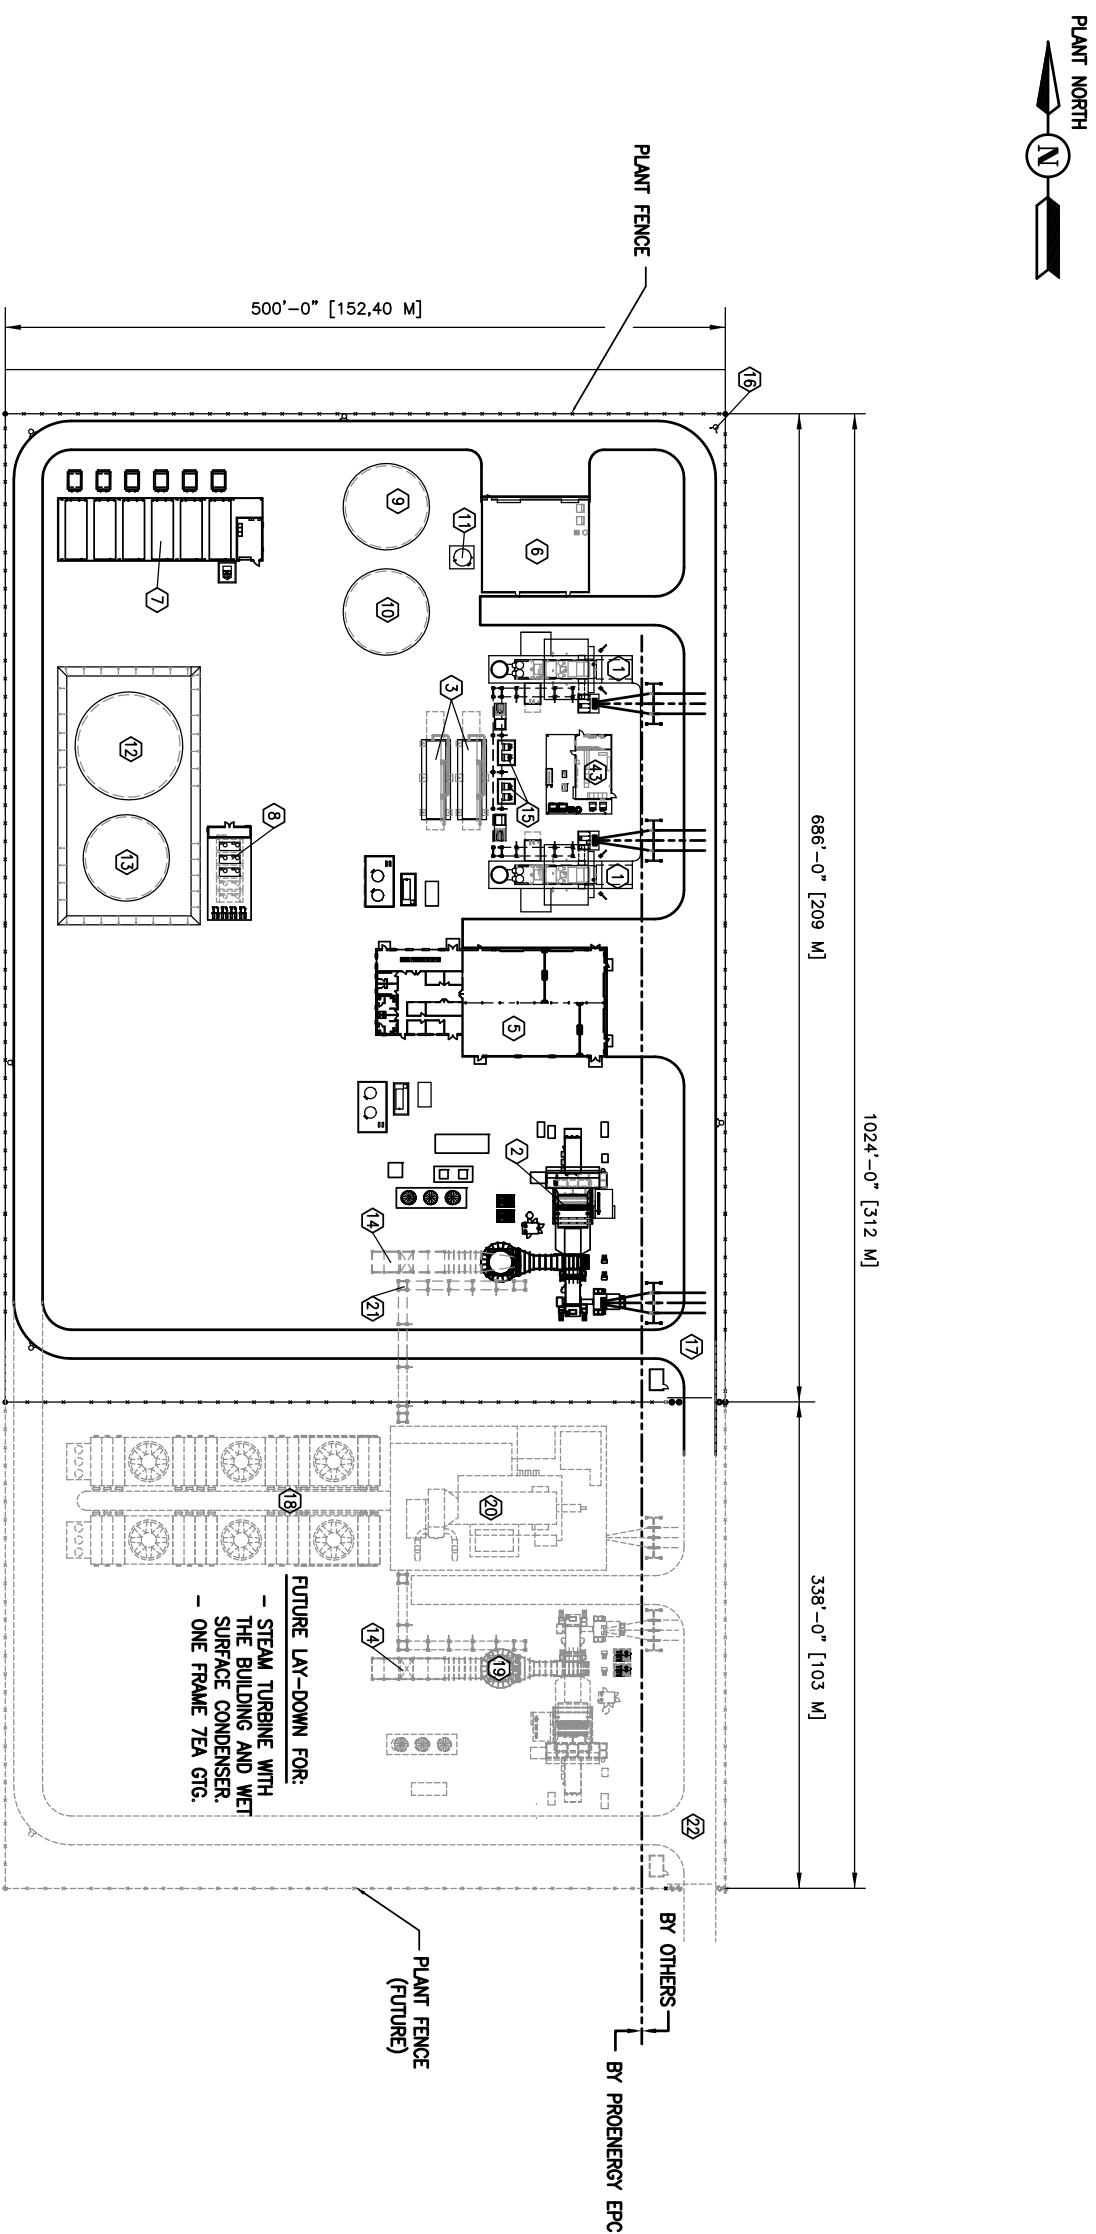 PLANT NORTH
N
PLANT FENCE
500'-0" [152,40 M]
16
686'-0" [209 M]
1024'-0" [312 M]
338'-0" [103 M]
9
11
6
10
7
1
3
43
15
12
8
13
1
5
2
14
21
17
18
20
14
19
22
FUTURE LAY-DOWN FOR:
- STEAM TURBINE WITH
THE BUILDING AND WET
SURFACE CONDENSER.
- ONE FRAME 7EA GTG.
BY OTHERS
BY PROENERGY EPC
PLANT FENCE
(FUTURE)